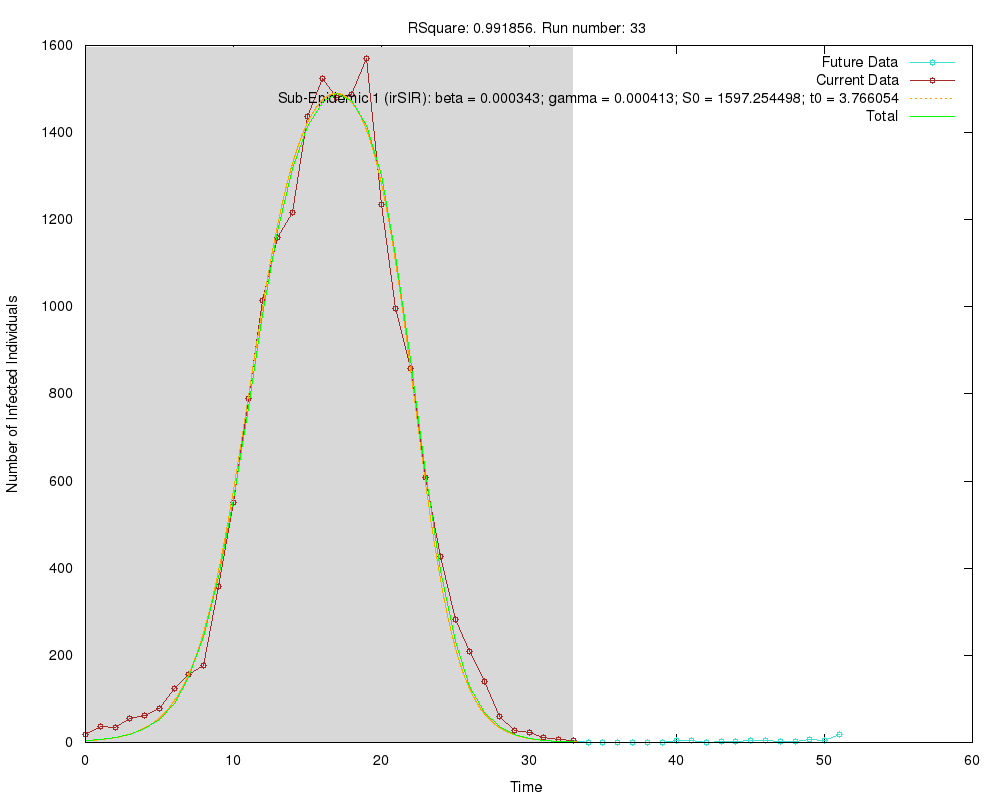 RSquare: 0.991856. Run number: 33
Number of Infected Individuals
1600
1400
1200
1000
800
600
400
200
0
Future Data
Current Data
Sub-Epidemic 1 (irSIR): beta = 0.000343; gamma = 0.000413; S0 = 1597.254498; t0 = 3.766054
Total
0 10 20 30 40 50 60
Time